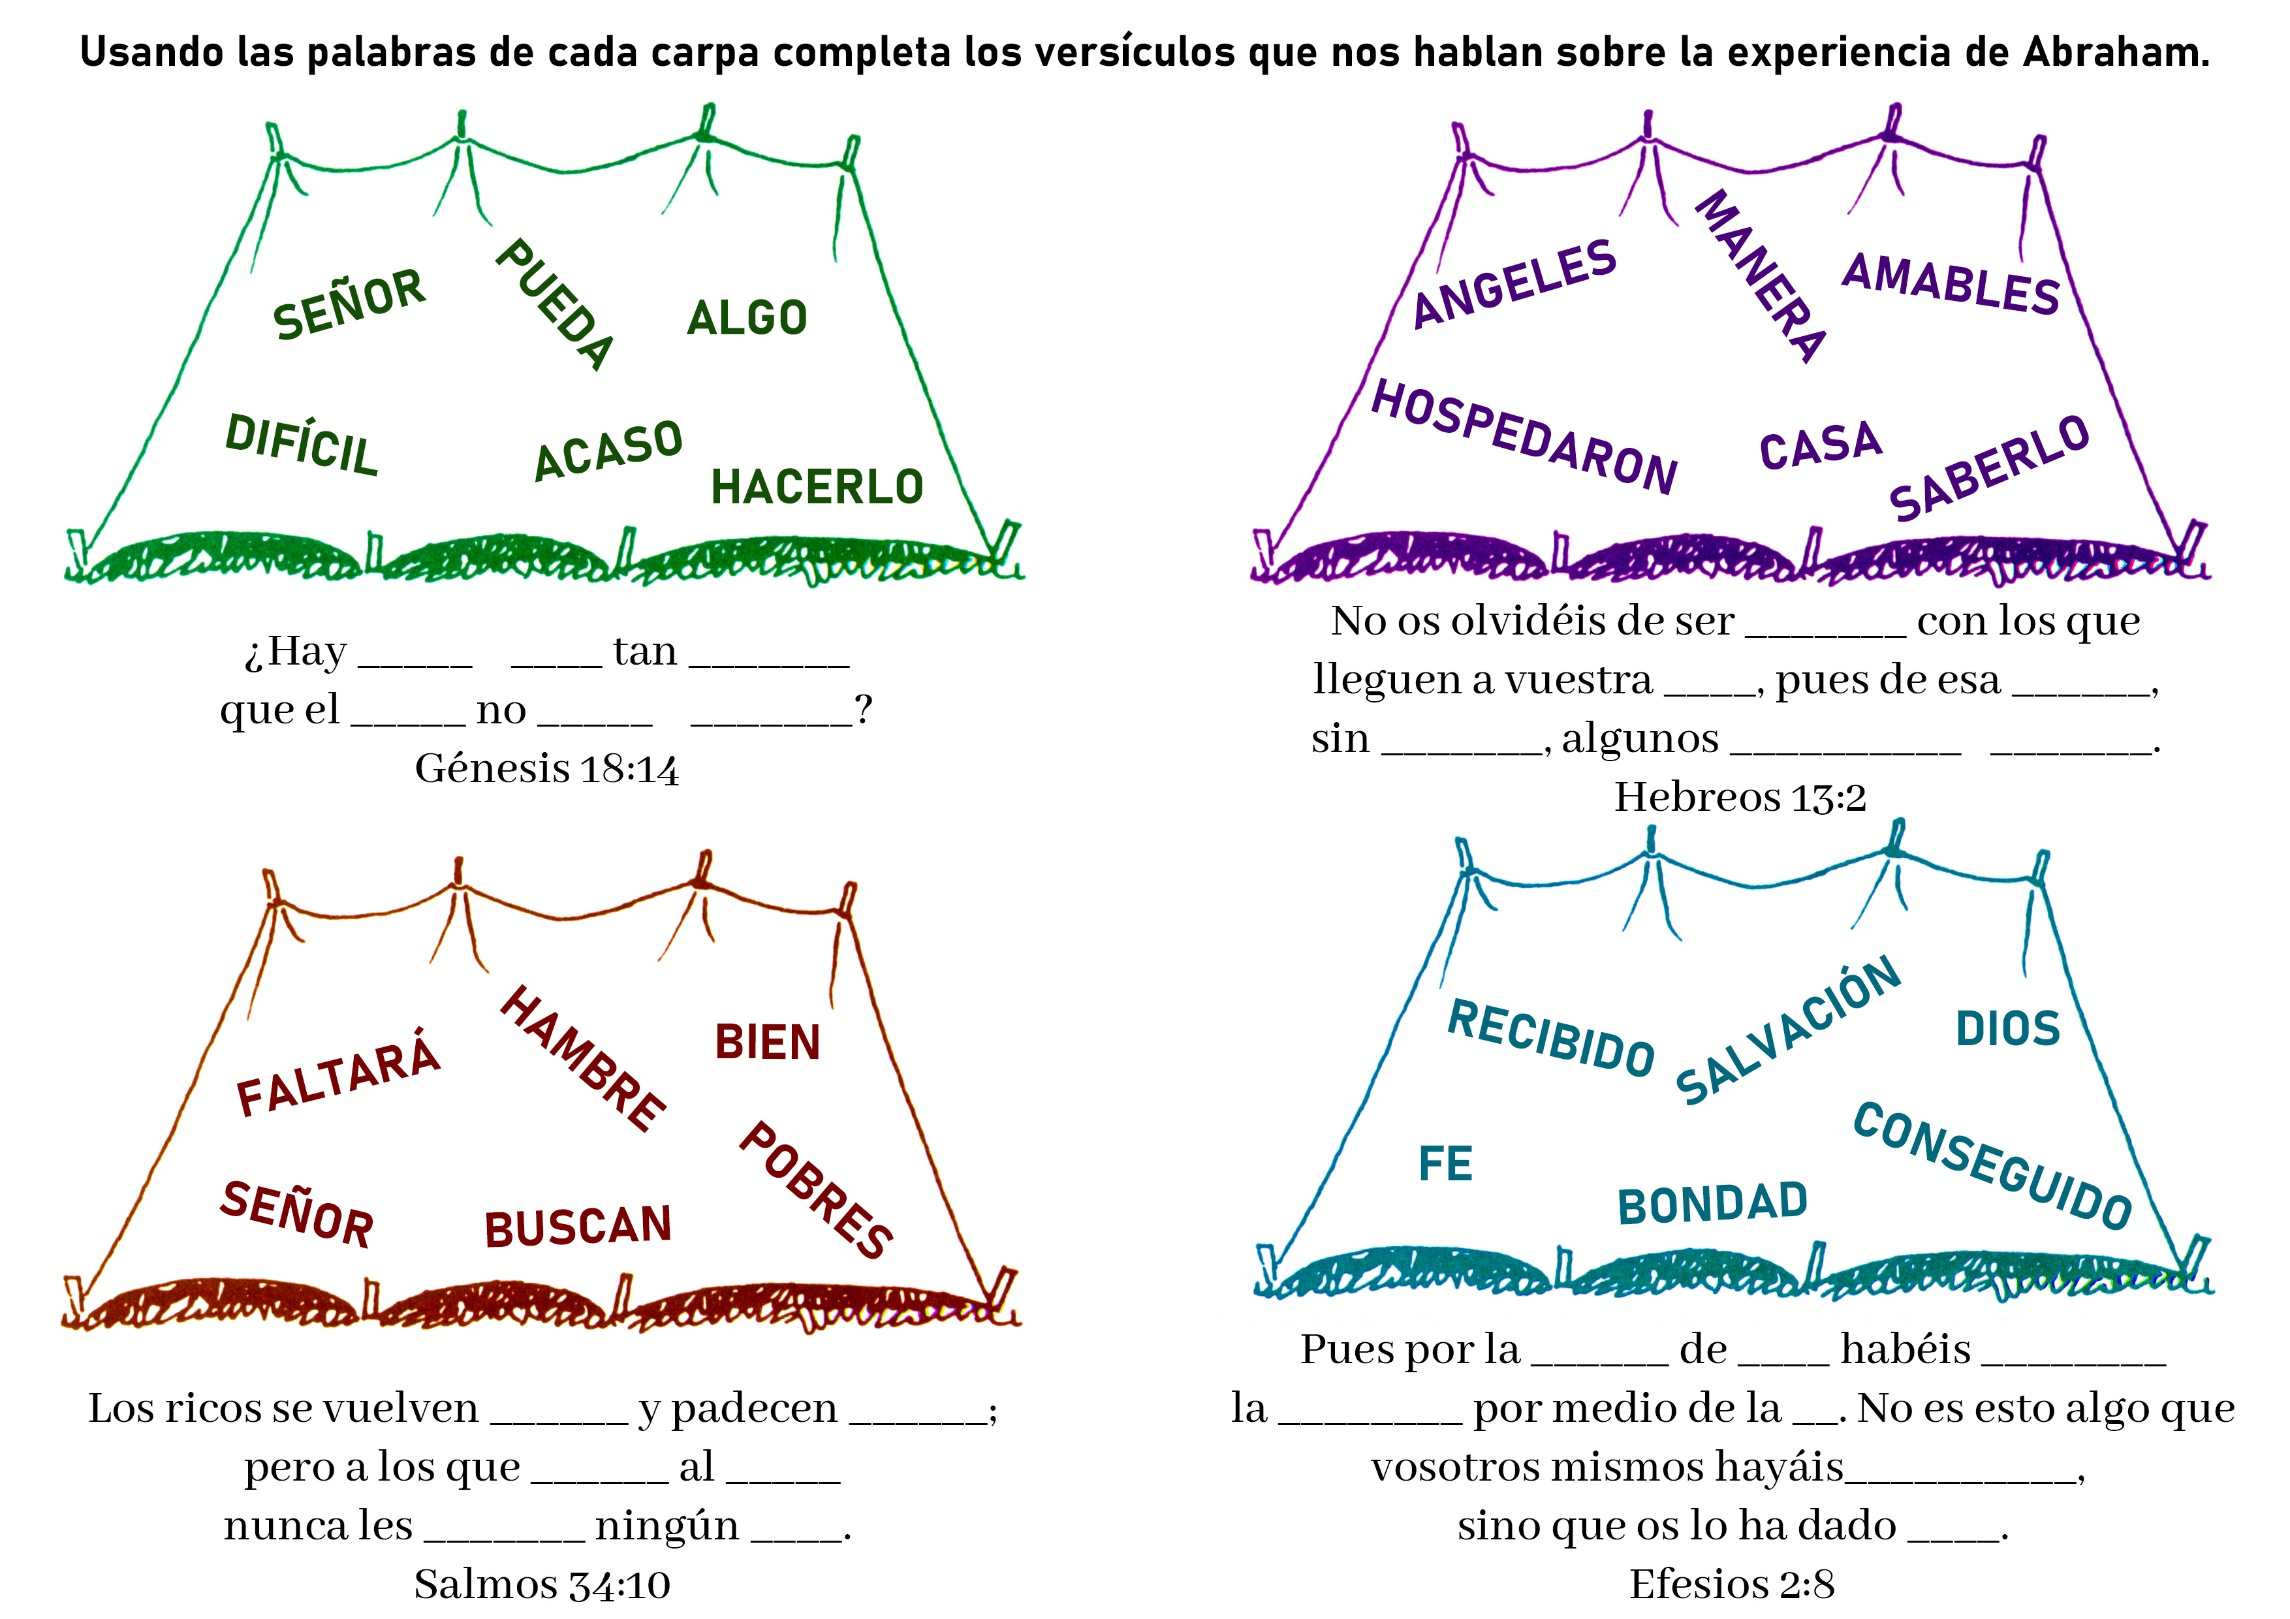 Usando las palabras de cada carpa completa los versículos que nos hablan sobre la experiencia de Abraham.
SEÑOR
PUEDA
ALGO
DIFÍCIL
ACASO
HACERLO
¿Hay _____ ____ tan _______
que el _____ no _____ _______?
Génesis 18:14
ANGELES
MANERA
AMABLES
HOSPEDARON
CASA
SABERLO
No os olvidéis de ser _______ con los que
lleguen a vuestra ____, pues de esa ______,
sin _______, algunos __________ _______.
Hebreos 13:2
FALTARÁ
HAMBRE
BIEN
POBRES
SEÑOR
BUSCAN
Los ricos se vuelven ______ y padecen ______;
pero a los que ______ al _____
nunca les _______ ningún ____.
Salmos 34:10
RECIBIDO
SALVACIÓN
DIOS
FE
BONDAD
CONSEGUIDO
Pues por la ______ de ____ habéis ________
la ________ por medio de la __. No es esto algo que
vosotros mismos hayáis__________,
sino que os lo ha dado ____.
Efesios 2:8